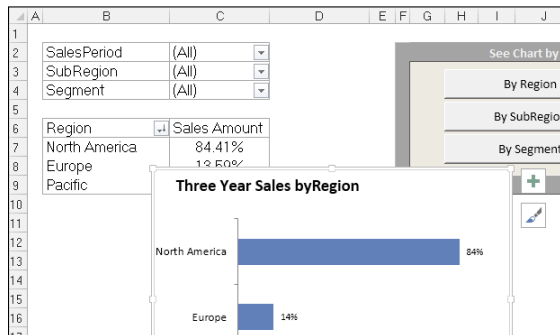 A B C D E F G H I J
1
2 SalesPeriod (All) See Chart by
3 SubRegion (All) By Region
4 Segment (All)
5 By SubRegio
6 Region Sales Amount
7 North America 84.41% By Segment
8 Europe 13.59%
9 Pacific Three Year Sales byRegion
10
11
12 North America 84%
13
14
15
16 Europe 14%